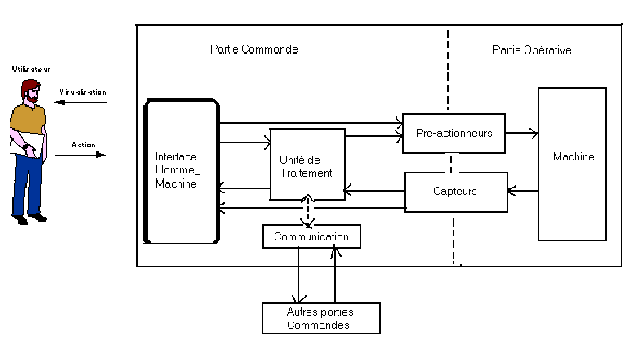 Partie Commande
Partie Opérative
Utilisateur
Visualisation
Action
Interface
Homme_
Machine
Unité de
Traitement
Pré-actionneurs
Capteurs
Machine
Communication
Autres parties
Commandes